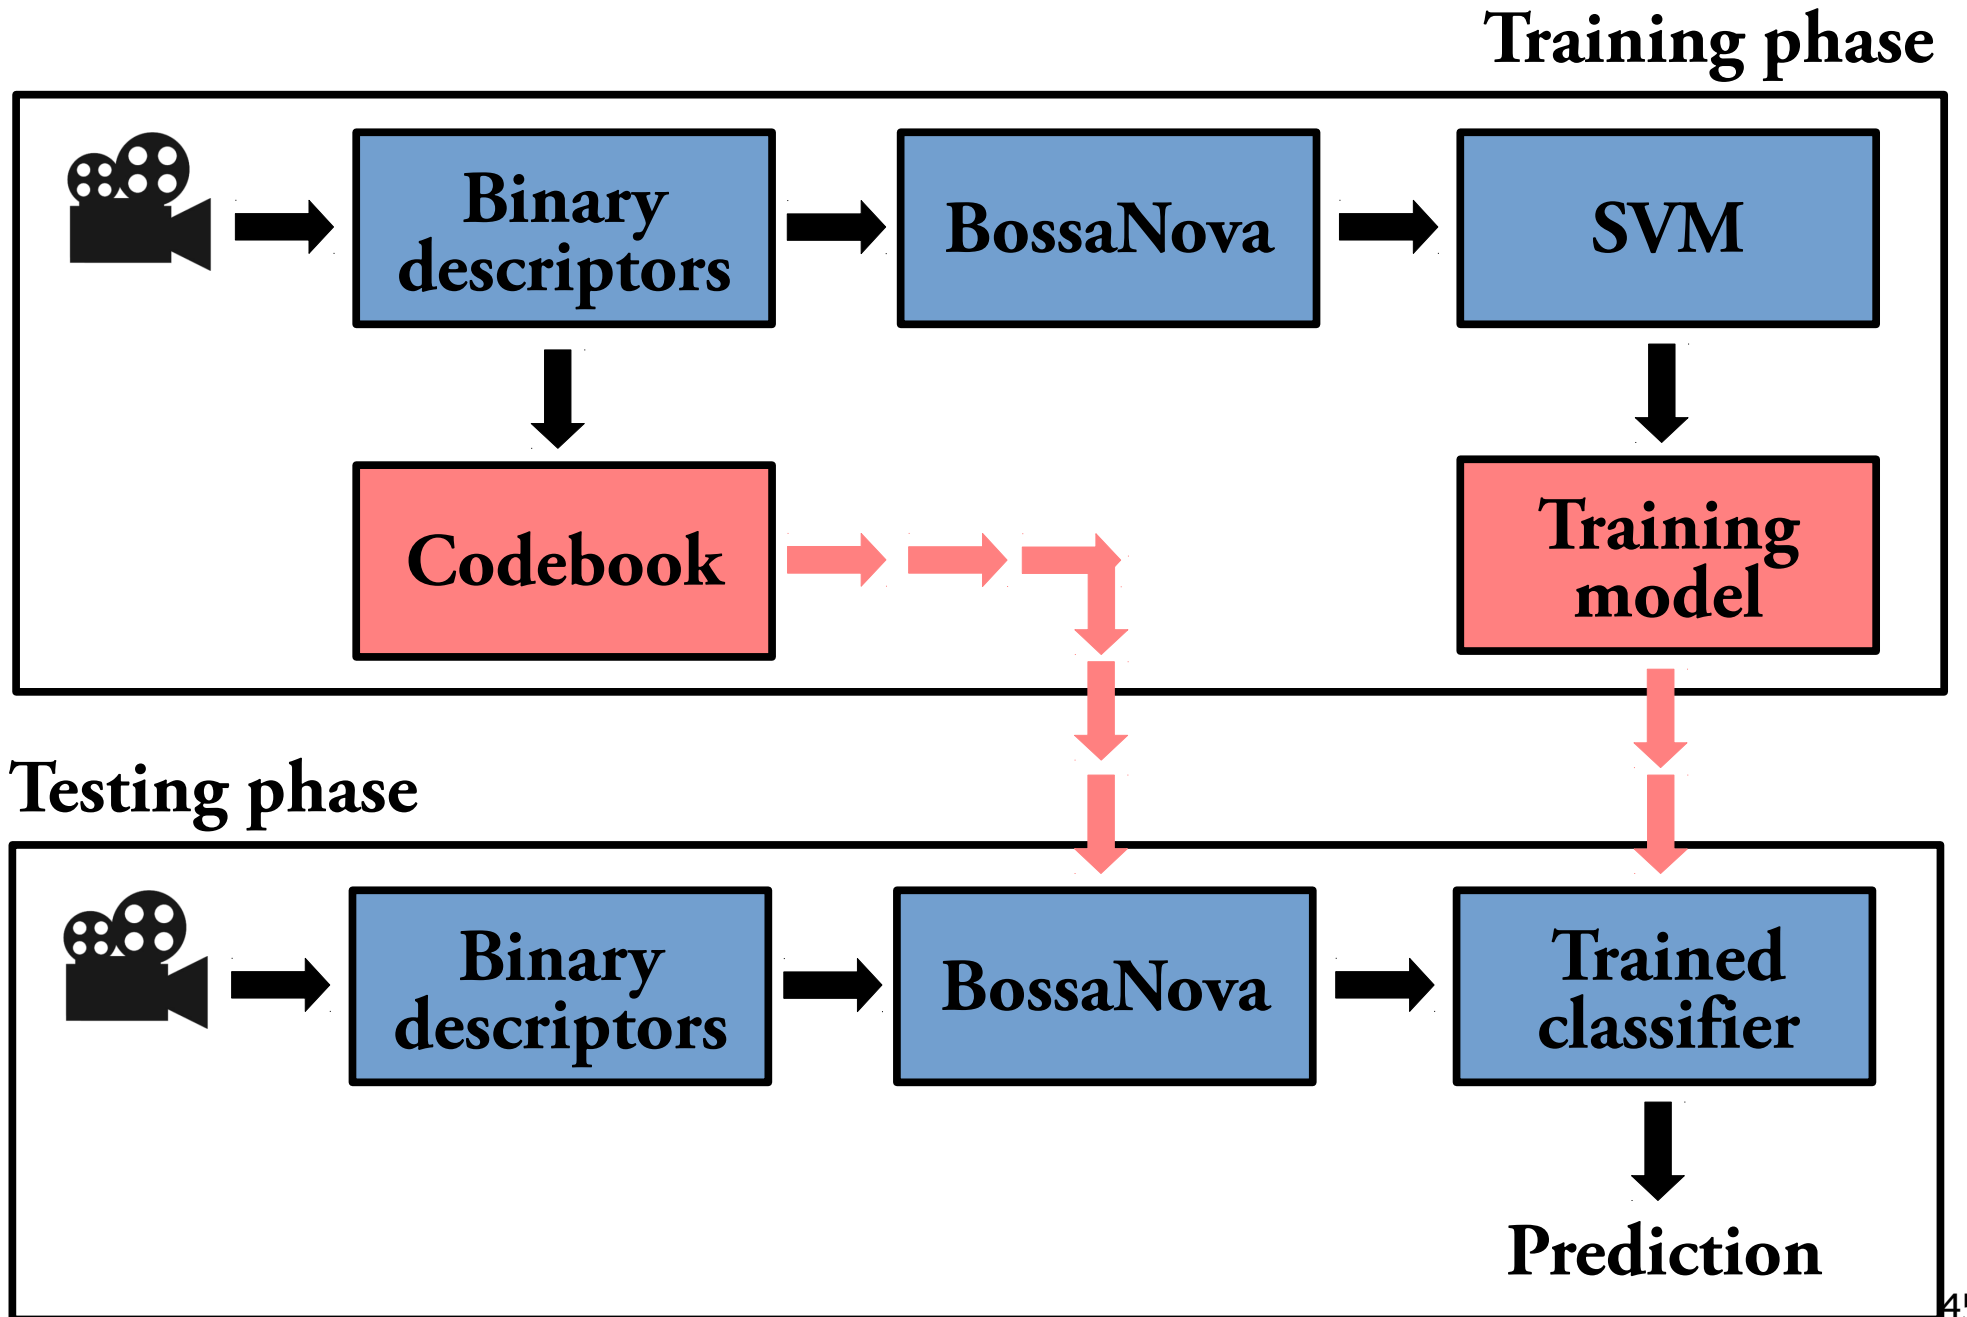 Training phase
Binary
descriptors
BossaNova
SVM
Codebook
Training
model
Testing phase
Binary
descriptors
BossaNova
Trained
classifier
Prediction